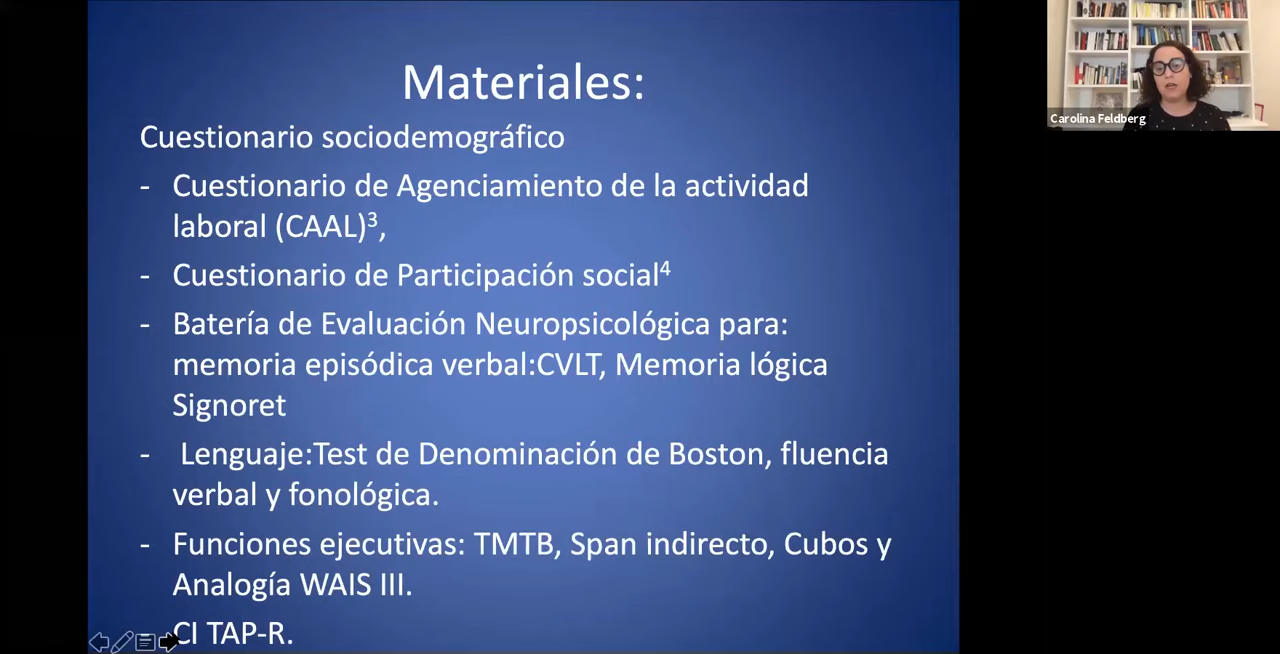 Materiales:
Cuestionario sociodemográfico
- Cuestionario de Agenciamiento de la actividad
laboral (CAAL)³,
- Cuestionario de Participación social⁴
- Batería de Evaluación Neuropsicológica para:
memoria episódica verbal:CVLT, Memoria lógica
Signoret
- Lenguaje:Test de Denominación de Boston, fluencia
verbal y fonológica.
- Funciones ejecutivas: TMTB, Span indirecto, Cubos y
Analogía WAIS III.
- CI TAP-R.
Carolina Feldberg